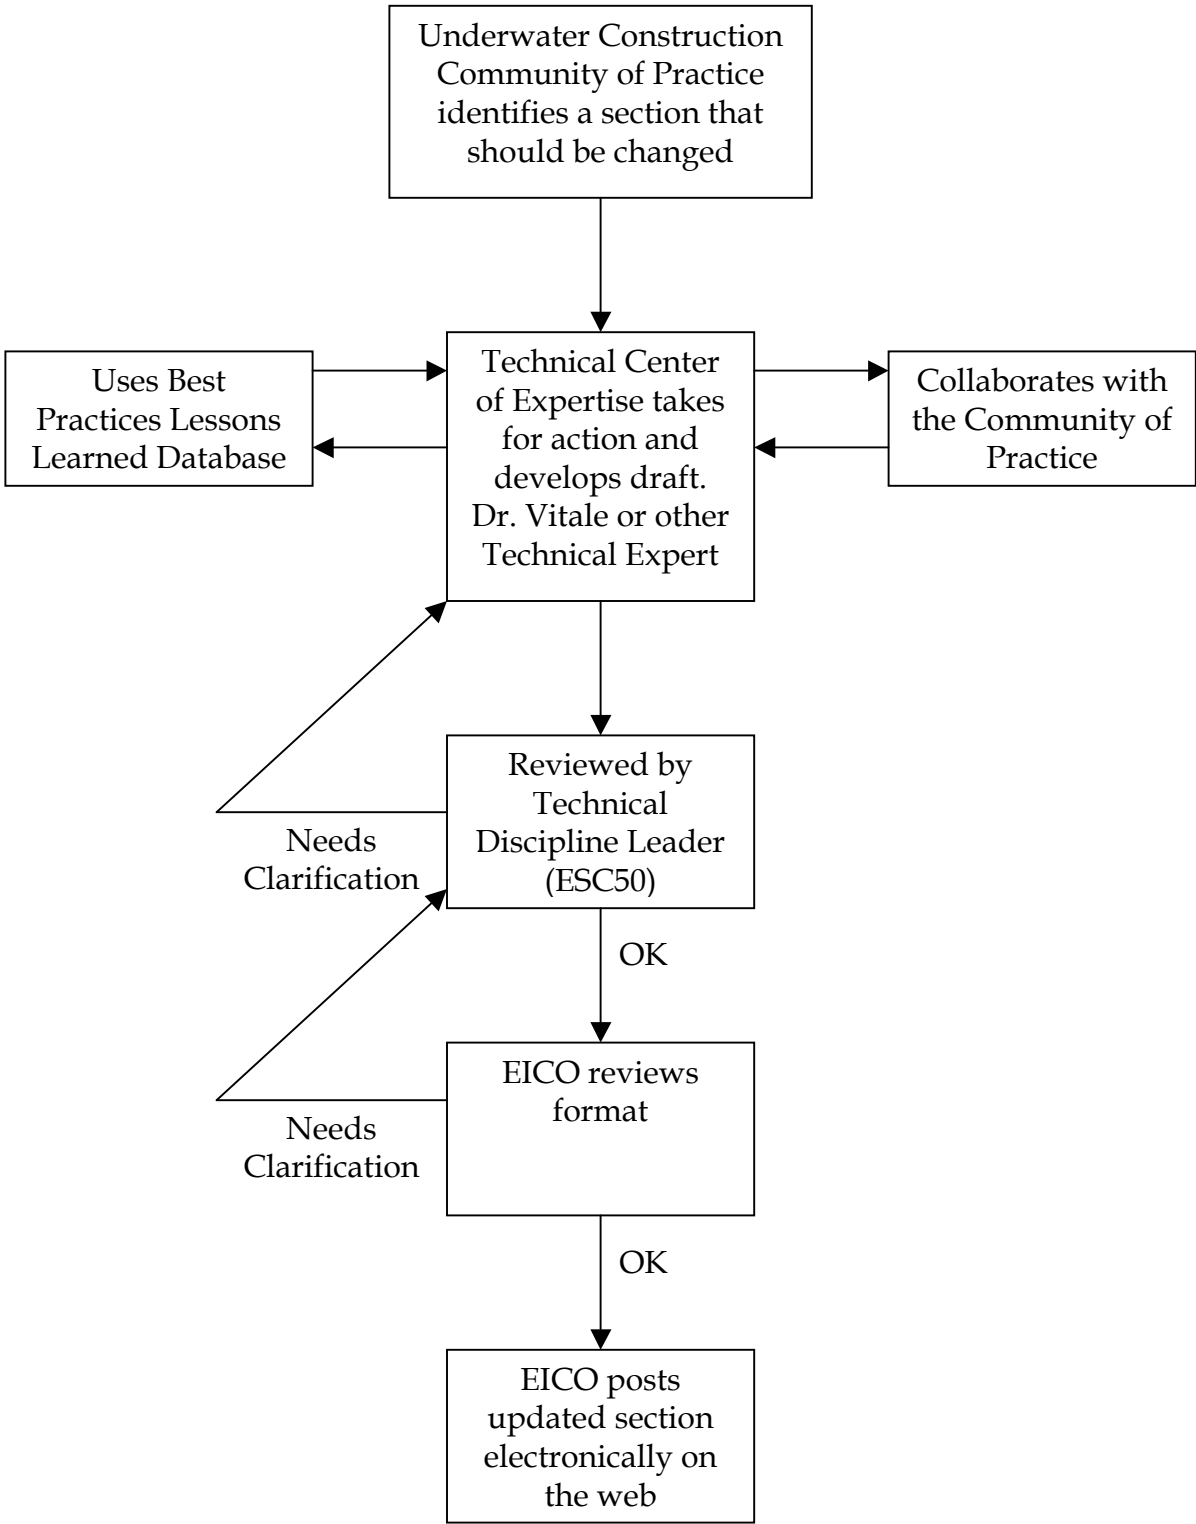 Underwater Construction
Community of Practice
identifies a section that
should be changed
Uses Best
Practices Lessons
Learned Database
Technical Center
of Expertise takes
for action and
develops draft.
Dr. Vitale or other
Technical Expert
Collaborates with
the Community of
Practice
Reviewed by
Technical
Discipline Leader
(ESC50)
Needs
Clarification
OK
EICO reviews
format
Needs
Clarification
OK
EICO posts
updated section
electronically on
the web